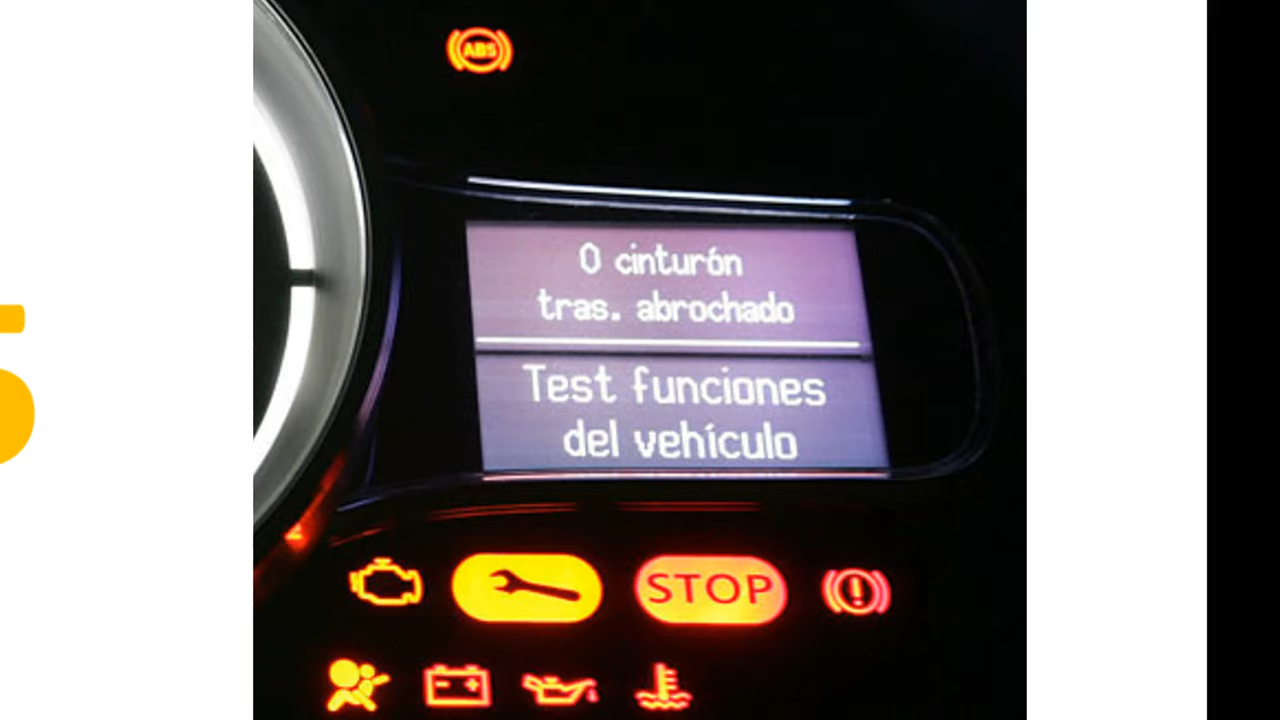 ABS
0 cinturón
tras. abrochado
Test funciones
del vehículo
STOP